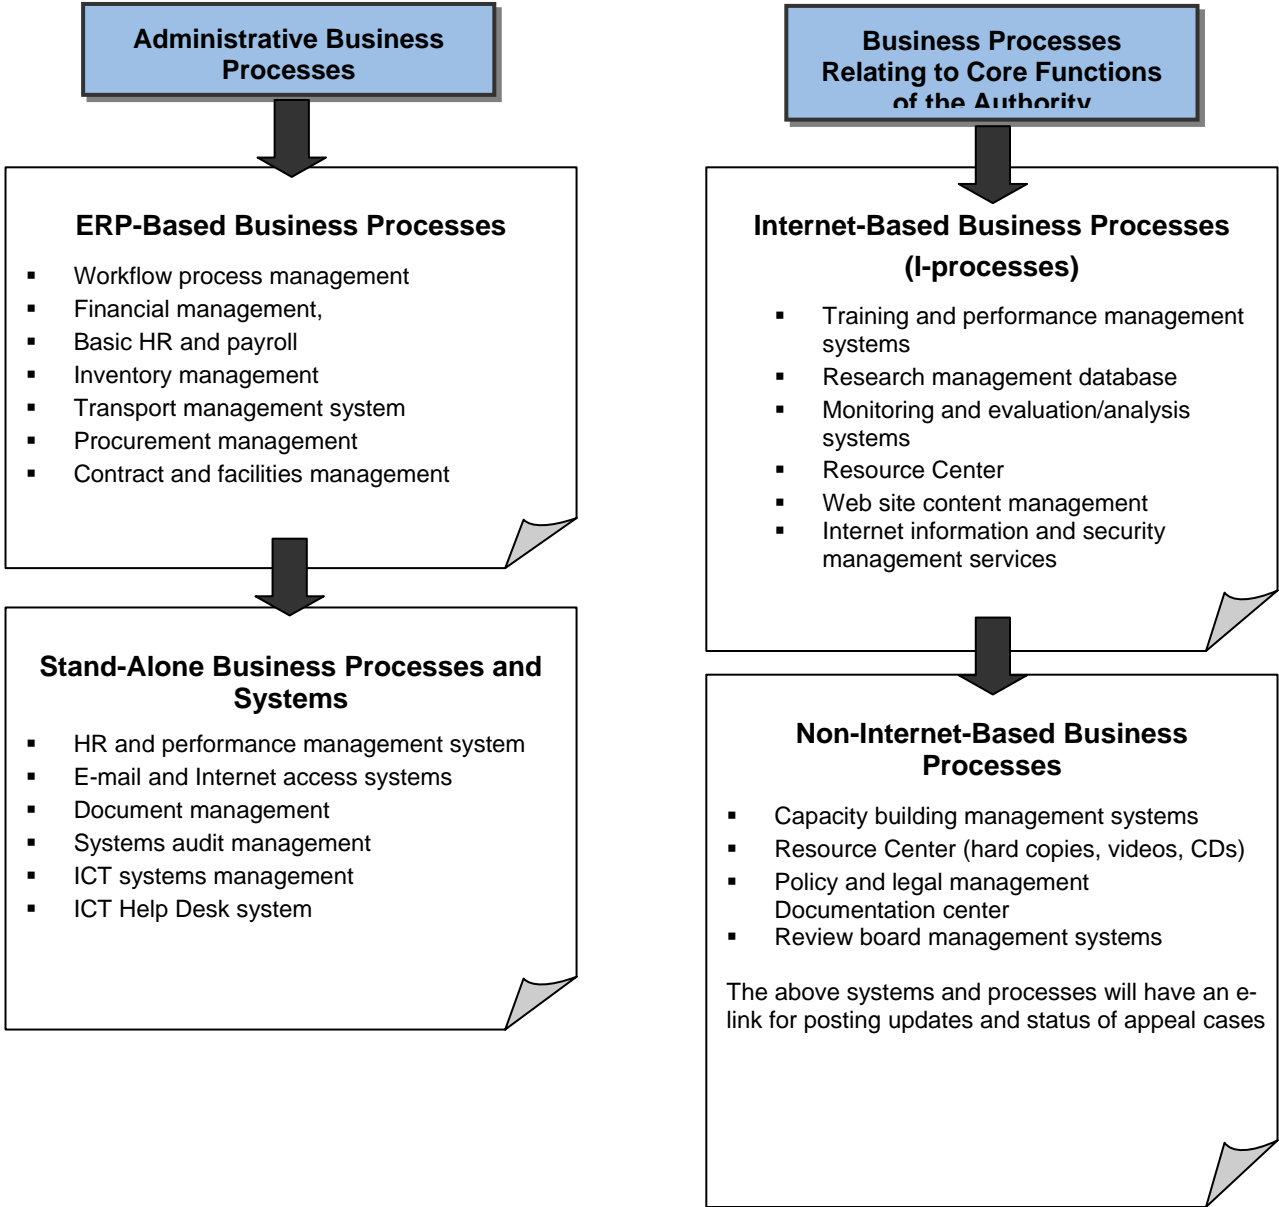 Administrative Business
Processes
ERP-Based Business Processes
▪ Workflow process management
▪ Financial management,
▪ Basic HR and payroll
▪ Inventory management
▪ Transport management system
▪ Procurement management
▪ Contract and facilities management
Stand-Alone Business Processes and
Systems
▪ HR and performance management system
▪ E-mail and Internet access systems
▪ Document management
▪ Systems audit management
▪ ICT systems management
▪ ICT Help Desk system
Business Processes
Relating to Core Functions
of the Authority
Internet-Based Business Processes
(I-processes)
▪ Training and performance management
systems
▪ Research management database
▪ Monitoring and evaluation/analysis
systems
▪ Resource Center
▪ Web site content management
▪ Internet information and security
management services
Non-Internet-Based Business
Processes
▪ Capacity building management systems
▪ Resource Center (hard copies, videos, CDs)
▪ Policy and legal management
Documentation center
▪ Review board management systems
The above systems and processes will have an e-
link for posting updates and status of appeal cases